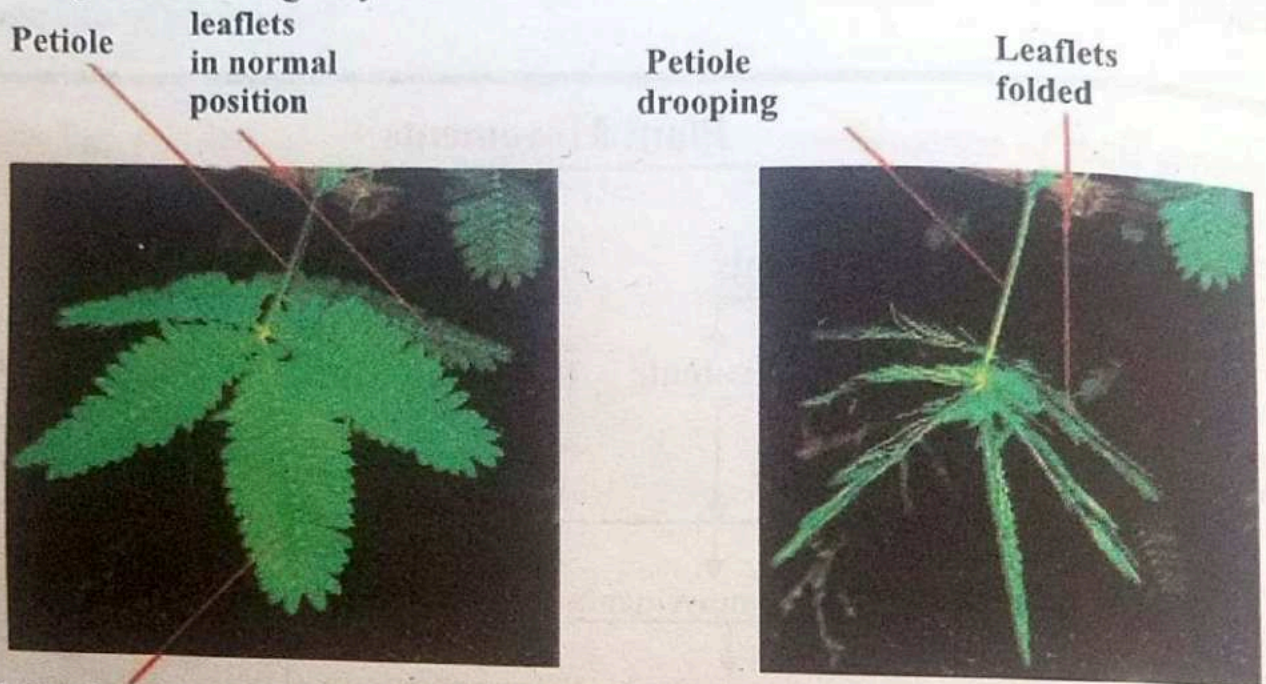 Petiole
leaflets
in normal
position
Petiole
drooping
Leaflets
folded